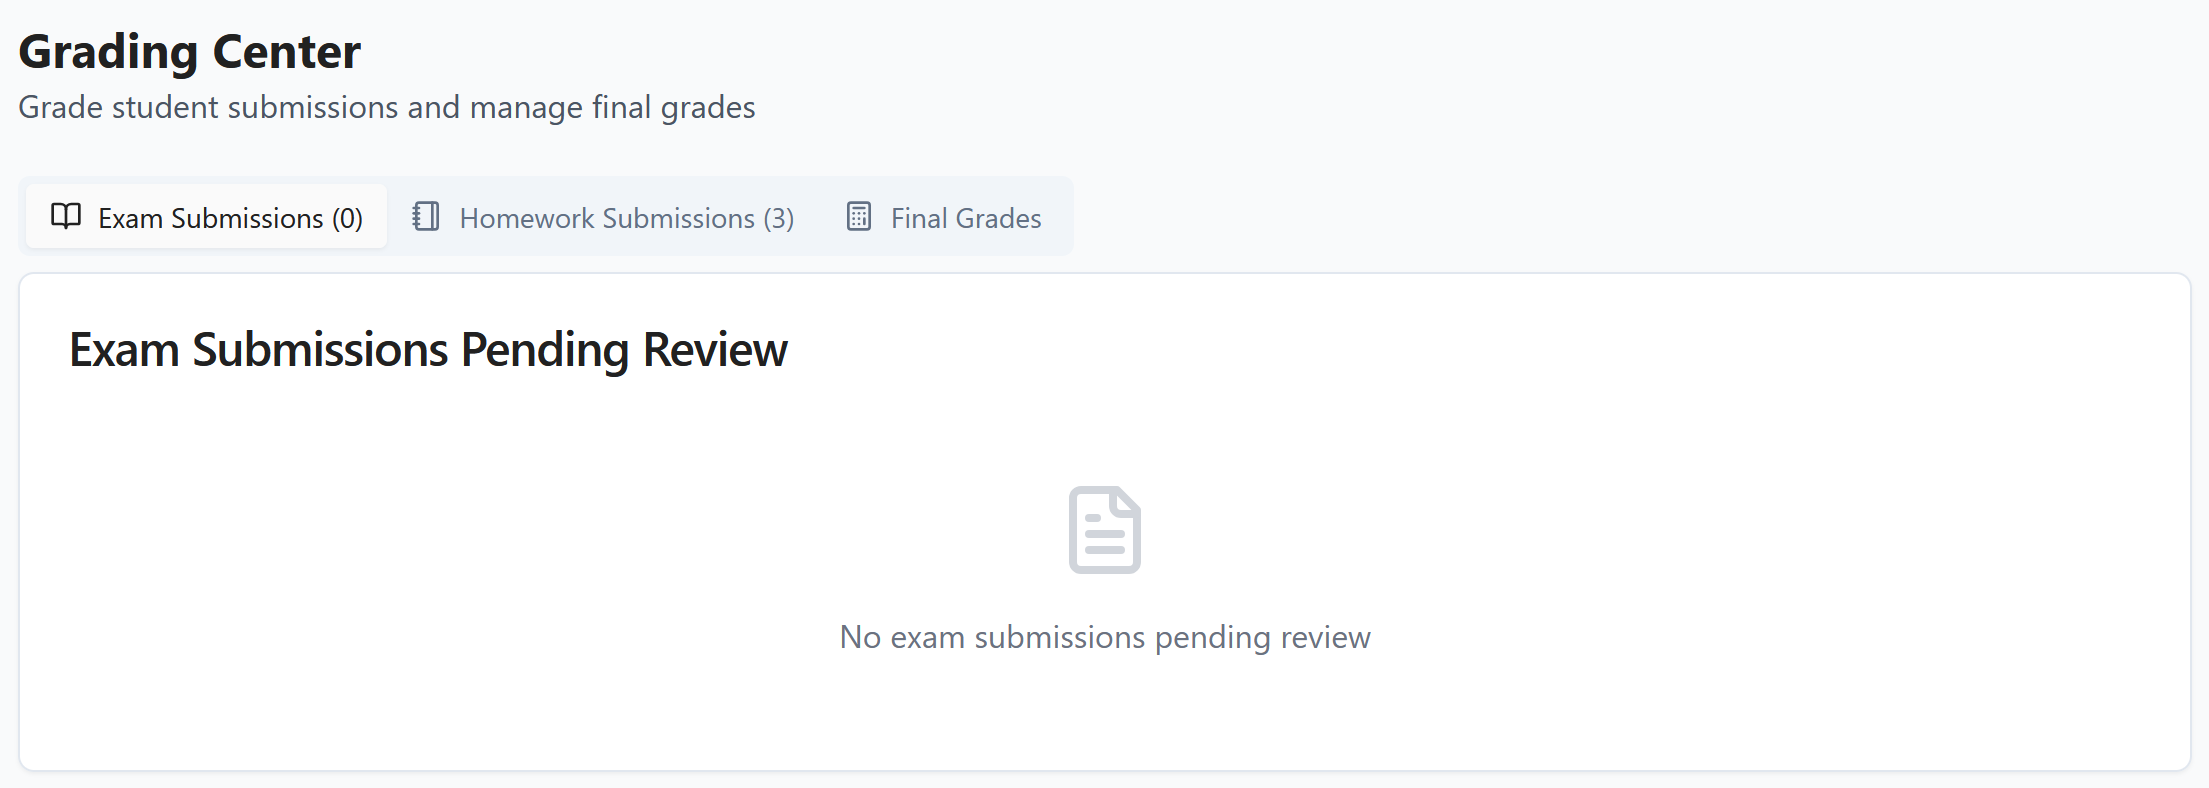 Grading Center
Grade student submissions and manage final grades
Exam Submissions (0) Homework Submissions (3) Final Grades
Exam Submissions Pending Review
No exam submissions pending review